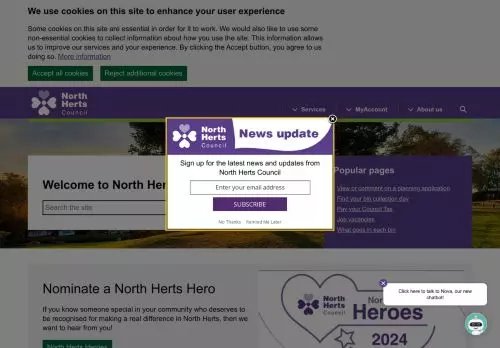 We use cookies on this site to enhance your user experience
Some cookies on this site are essential in order for it to work. We would also like to use some
non-essential cookies to collect information about how you use the site. This information allows
us to improve our services and your experience. By clicking the Accept button, you agree to us
doing so. More information
Accept all cookies
Reject additional cookies
North
Herts
Council
Services
MyAccount
About us
North
Herts
Council
News update
Sign up for the latest news and updates from
North Herts Council
Enter your email address
SUBSCRIBE
No Thanks
Remind Me Later
Welcome to North Her
Search the site
Popular pages
View or comment on a planning application
Find your bin collection day
Pay your Council Tax
Job vacancies
What goes in each bin
Nominate a North Herts Hero
If you know someone special in your community who deserves to
be recognised for making a real difference in North Herts, then we
want to hear from you!
North Herts Heroes
North
Herts
Council
Heroes
2024
Click here to talk to Nova, our new
chatbot!